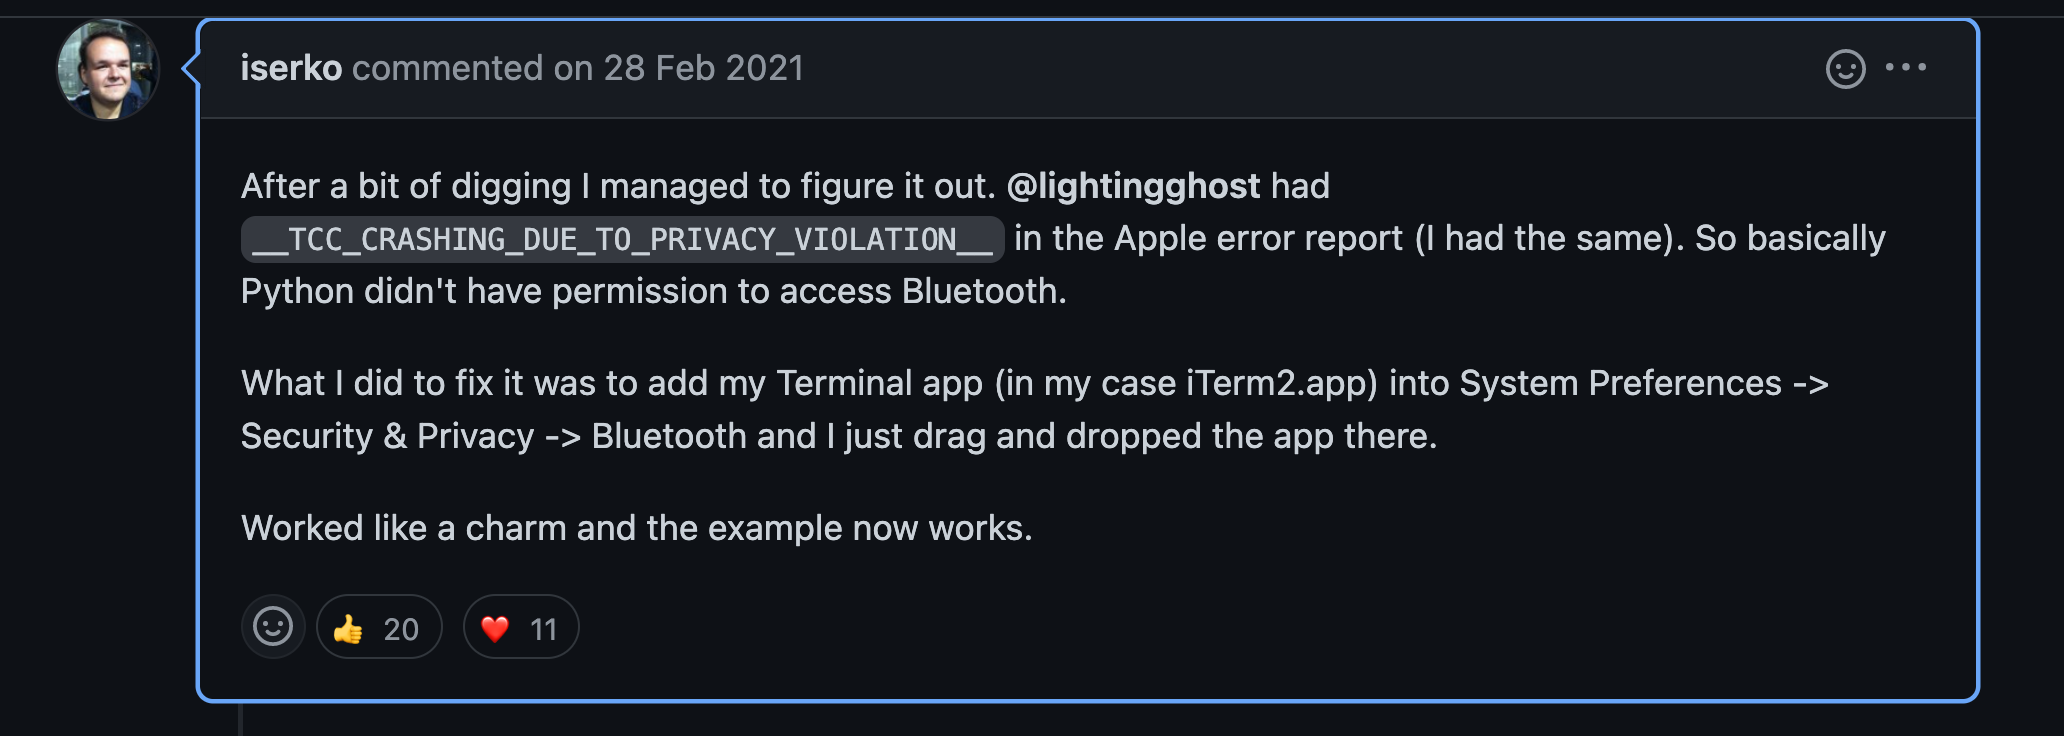 iserko commented on 28 Feb 2021
After a bit of digging I managed to figure it out. @lightingghost had
__TCC_CRASHING_DUE_TO_PRIVACY_VIOLATION__ in the Apple error report (I had the same). So basically
Python didn't have permission to access Bluetooth.
What I did to fix it was to add my Terminal app (in my case iTerm2.app) into System Preferences ->
Security & Privacy -> Bluetooth and I just drag and dropped the app there.
Worked like a charm and the example now works.
👍 20 ❤️ 11